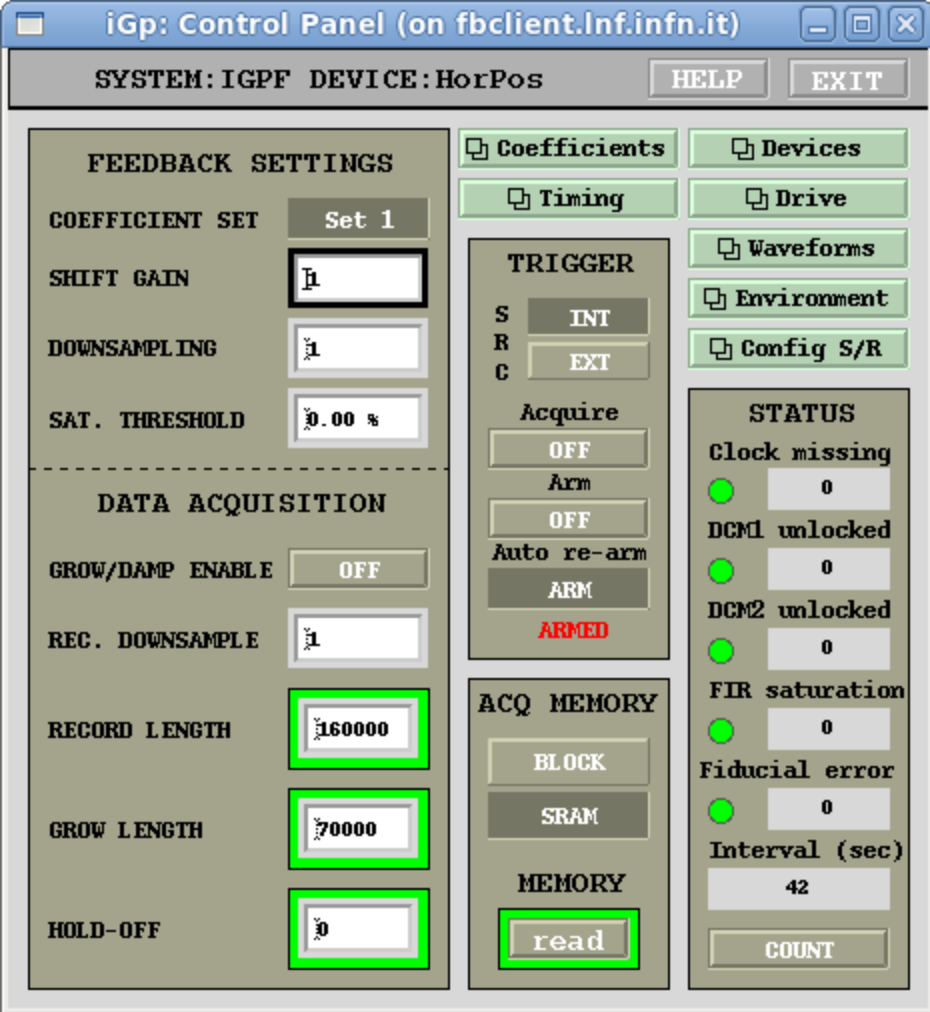 iGp: Control Panel (on fbclient.lnf.infn.it)
SYSTEM:IGPF DEVICE:HorPos
HELP
EXIT
FEEDBACK SETTINGS
COEFFICIENT SET
Set 1
SHIFT GAIN
1
DOWNSAMPLING
1
SAT. THRESHOLD
0.00 %
DATA ACQUISITION
GROW/DAMP ENABLE
OFF
REC. DOWNSAMPLE
1
RECORD LENGTH
160000
GROW LENGTH
70000
HOLD-OFF
0
Coefficients
Timing
TRIGGER
SRC
INT
EXT
Acquire
OFF
Arm
OFF
Auto re-arm
ARM
ARMED
ACQ MEMORY
BLOCK
SRAM
MEMORY
read
Devices
Drive
Waveforms
Environment
Config S/R
STATUS
Clock missing
0
DCM1 unlocked
0
DCM2 unlocked
0
FIR saturation
0
Fiducial error
0
Interval (sec)
42
COUNT